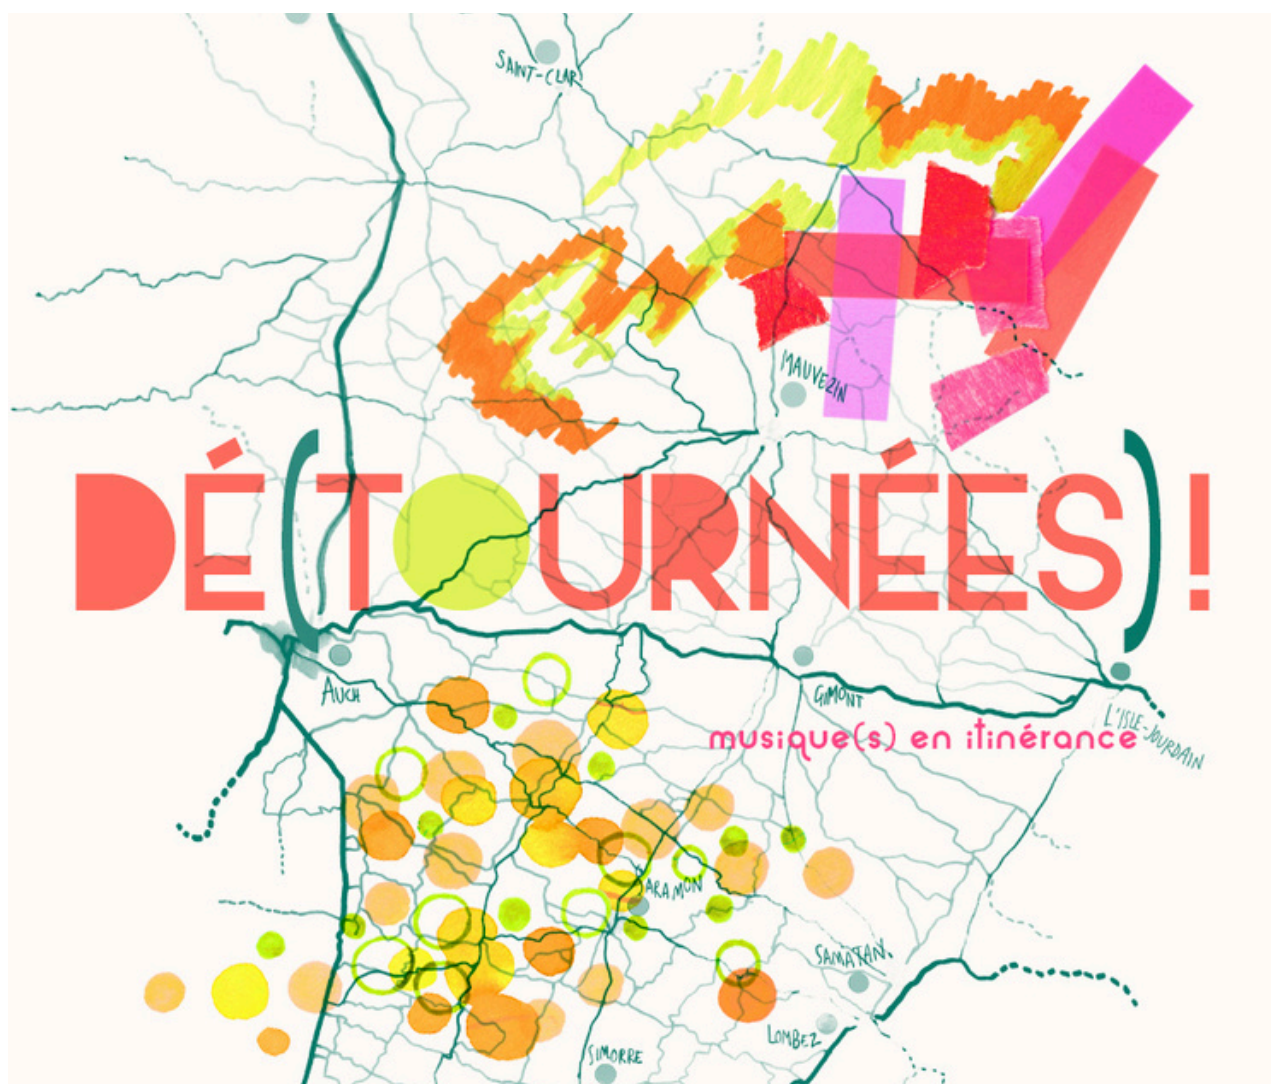 SAINT-CLAR
MAUVEZIN
DÉ(TOURNÉES)!
AUCH
GIMONT
L'ISLE-JOURDAIN
musique(s) en itinérance
SARAMON
SAMATAN
LOMBEZ
SIMORRE